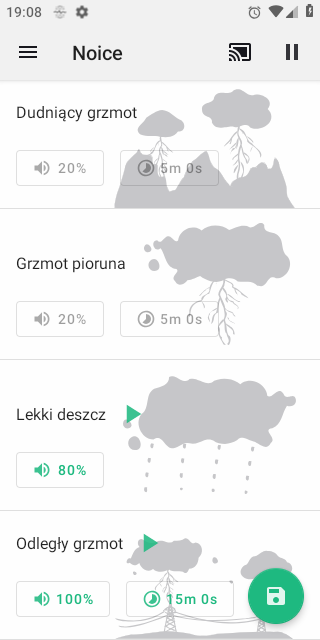 19:08
Noice
Dudniący grzmot
20% 5m 0s
Grzmot pioruna
20% 5m 0s
Lekki deszcz
80%
Odległy grzmot
100% 15m 0s